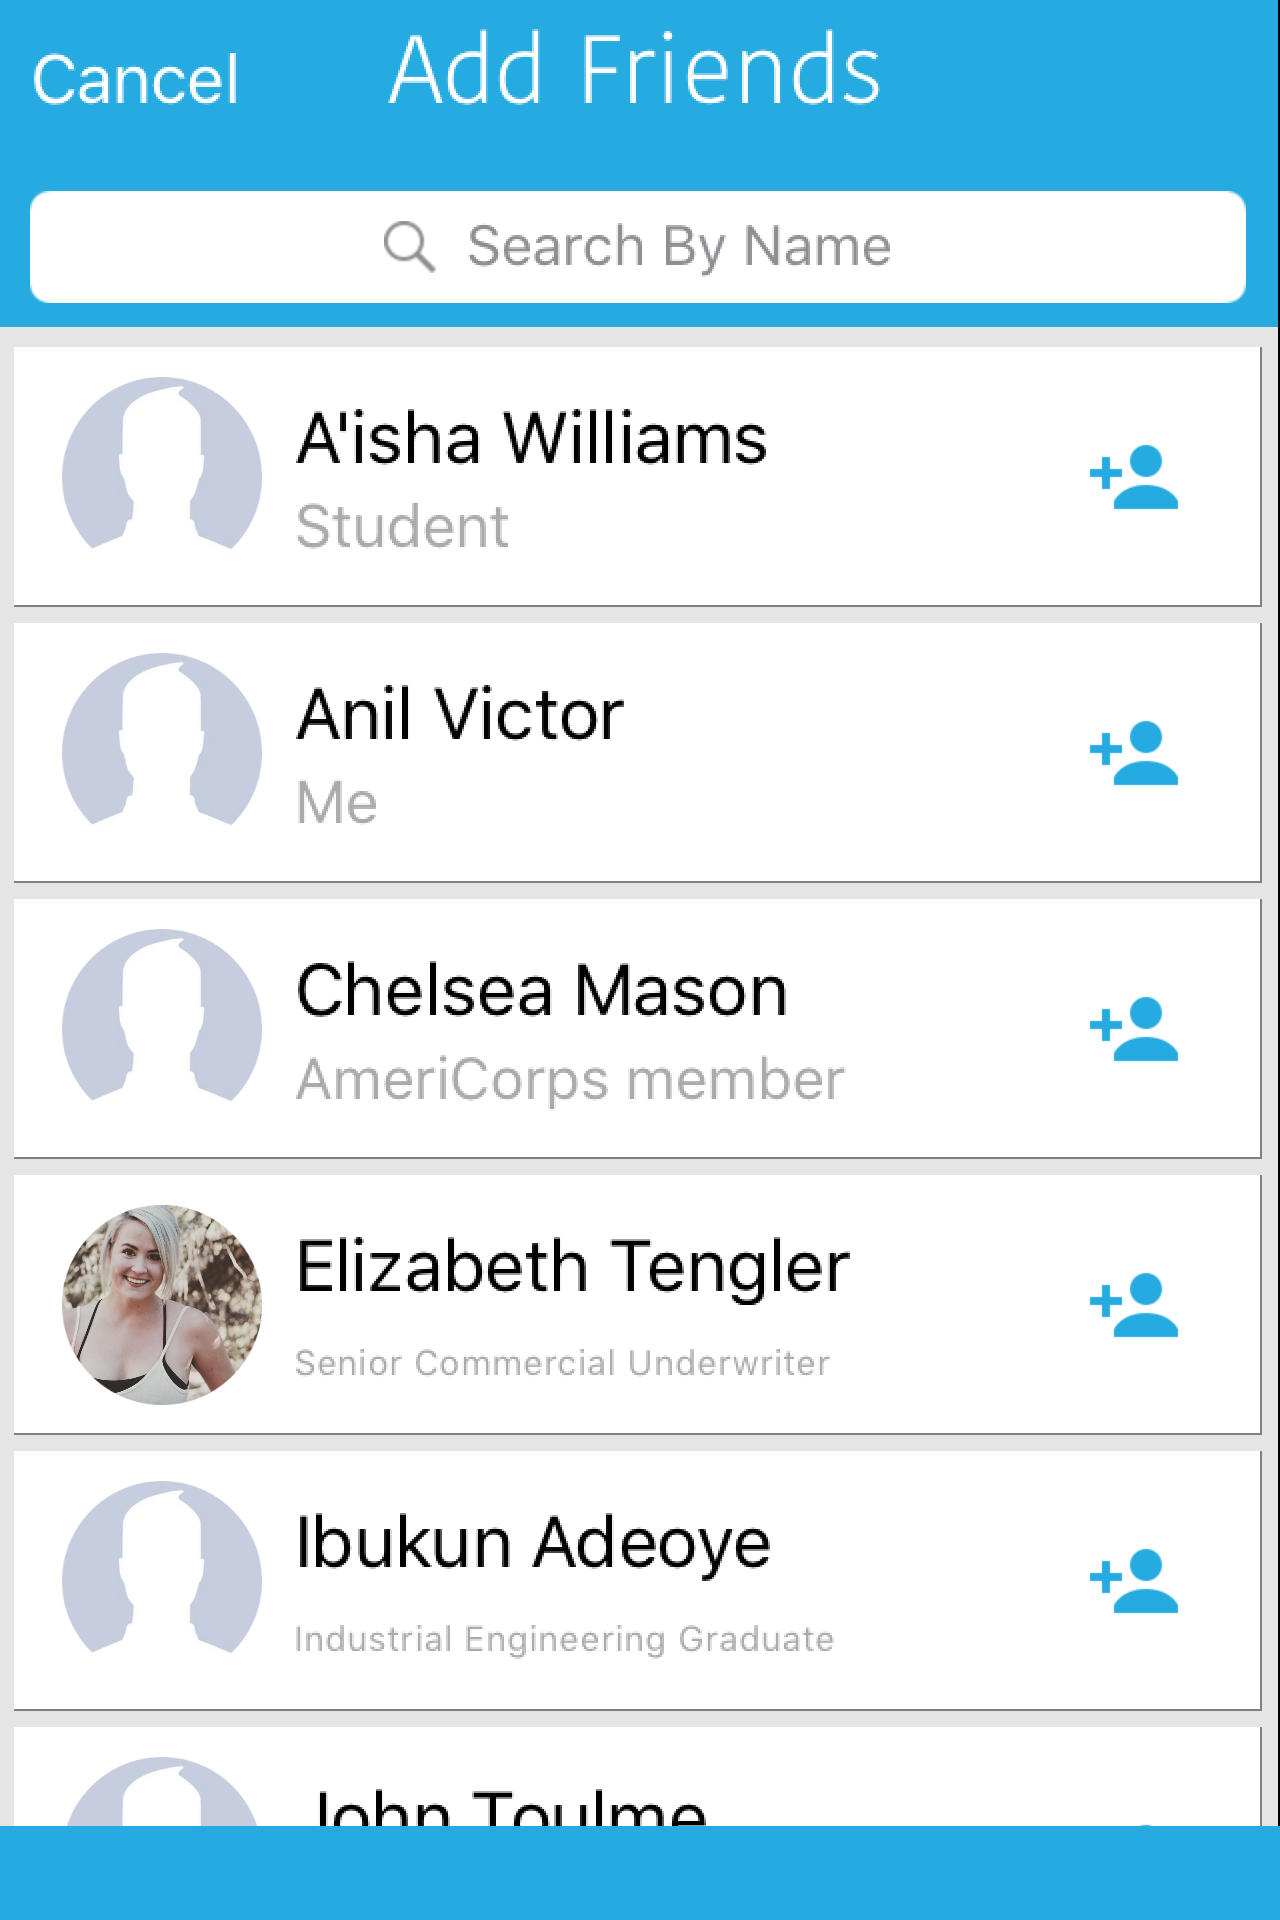 Cancel
Add Friends
Search By Name
A'isha Williams
Student
Anil Victor
Me
Chelsea Mason
AmeriCorps member
Elizabeth Tengler
Senior Commercial Underwriter
Ibukun Adeoye
Industrial Engineering Graduate
John Toulme